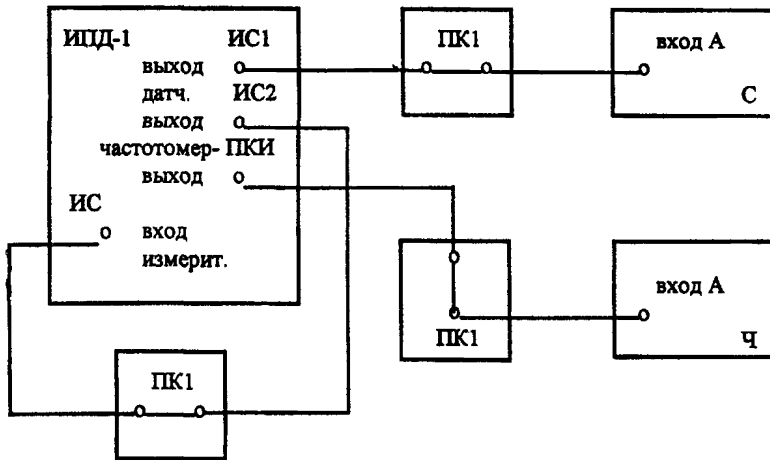 ИПД-1 ИС1
выход
датч. ИС2
выход
частотомер- ПКИ
выход
ИС
вход
измерит.
ПК1
вход А
С
ПК1
вход А
Ч
ПК1